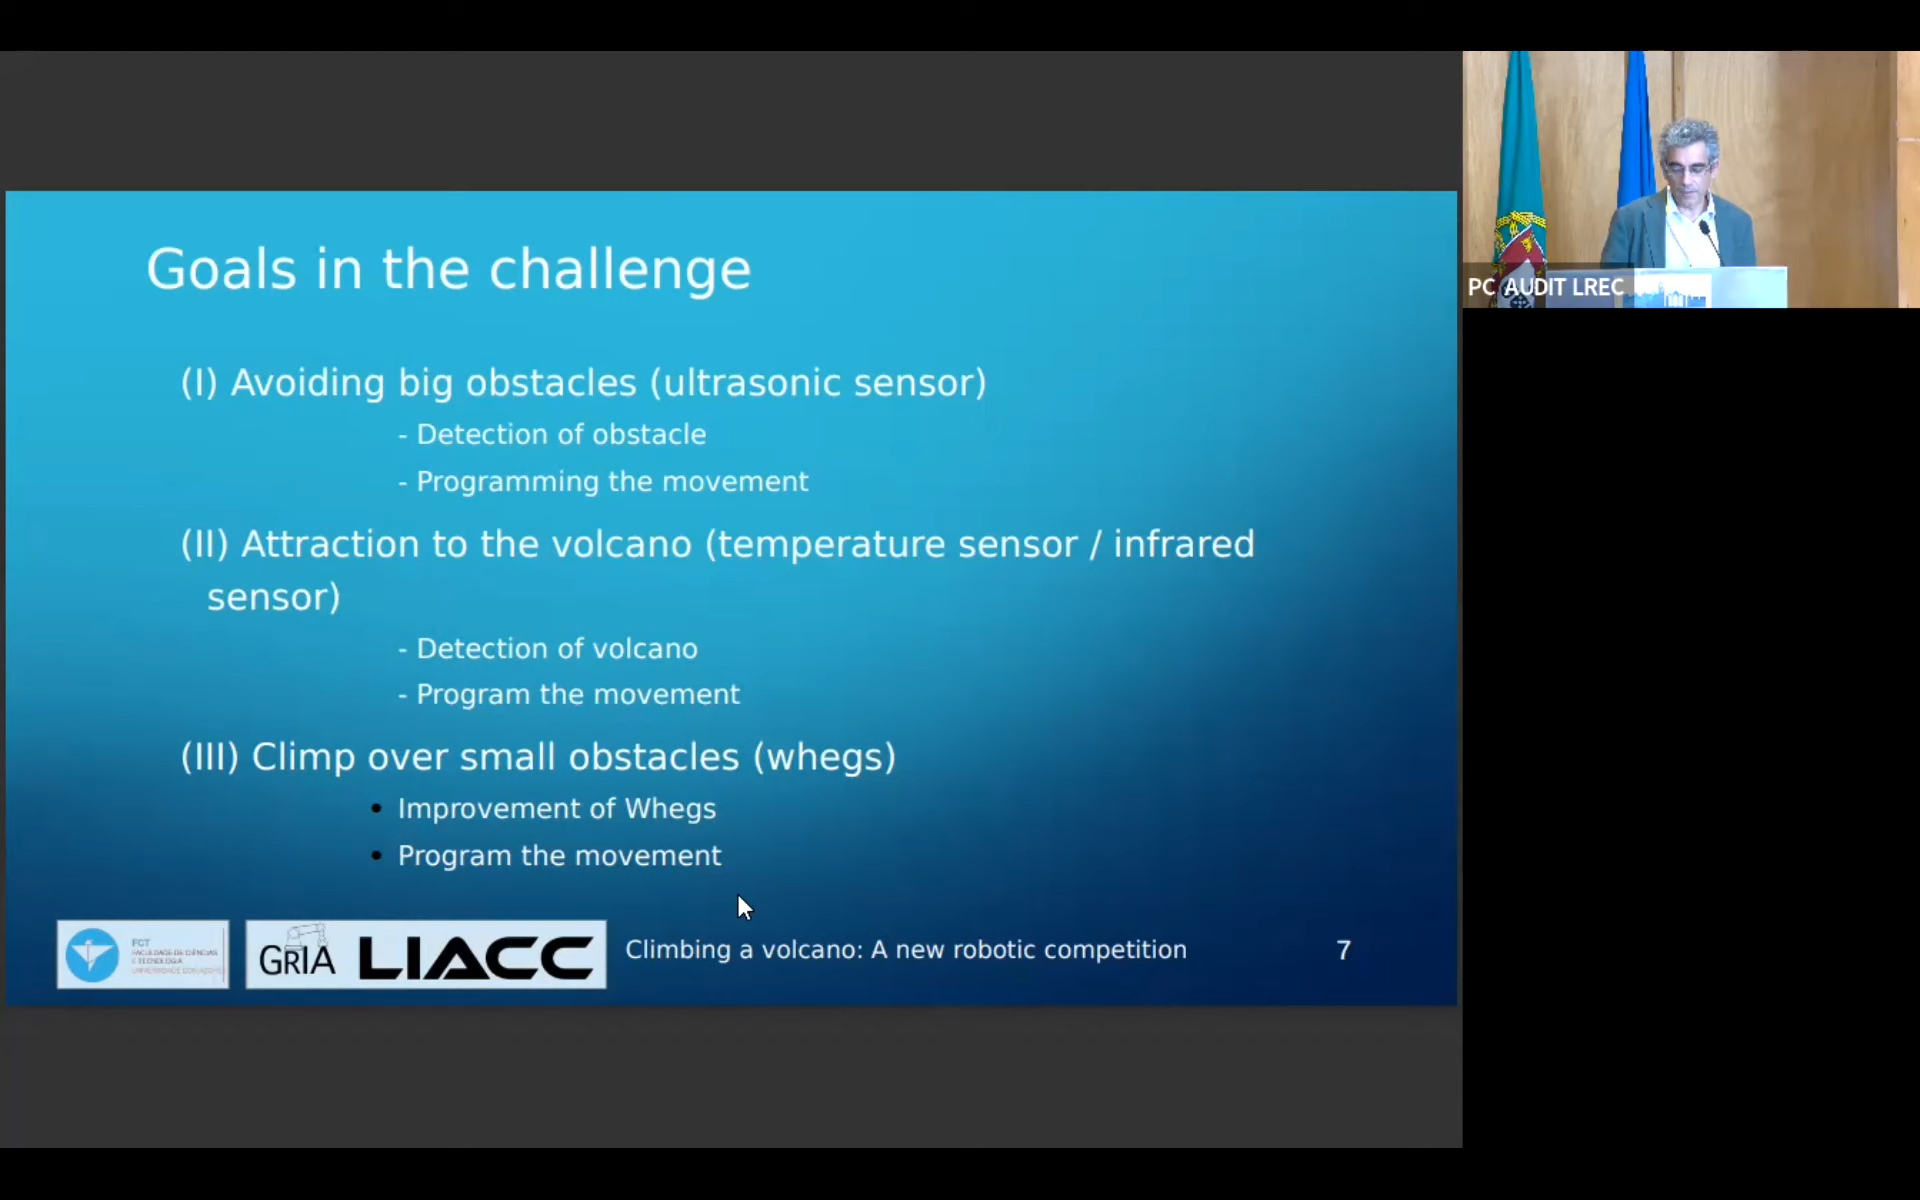 Goals in the challenge
(I) Avoiding big obstacles (ultrasonic sensor)
- Detection of obstacle
- Programming the movement
(II) Attraction to the volcano (temperature sensor / infrared
sensor)
- Detection of volcano
- Program the movement
(III) Climp over small obstacles (whegs)
• Improvement of Whegs
• Program the movement
FCT
FACULDADE DE CIÊNCIAS
E TECNOLOGIA
GRIA LIACC
Climbing a volcano: A new robotic competition
7
PC AUDIT LREC